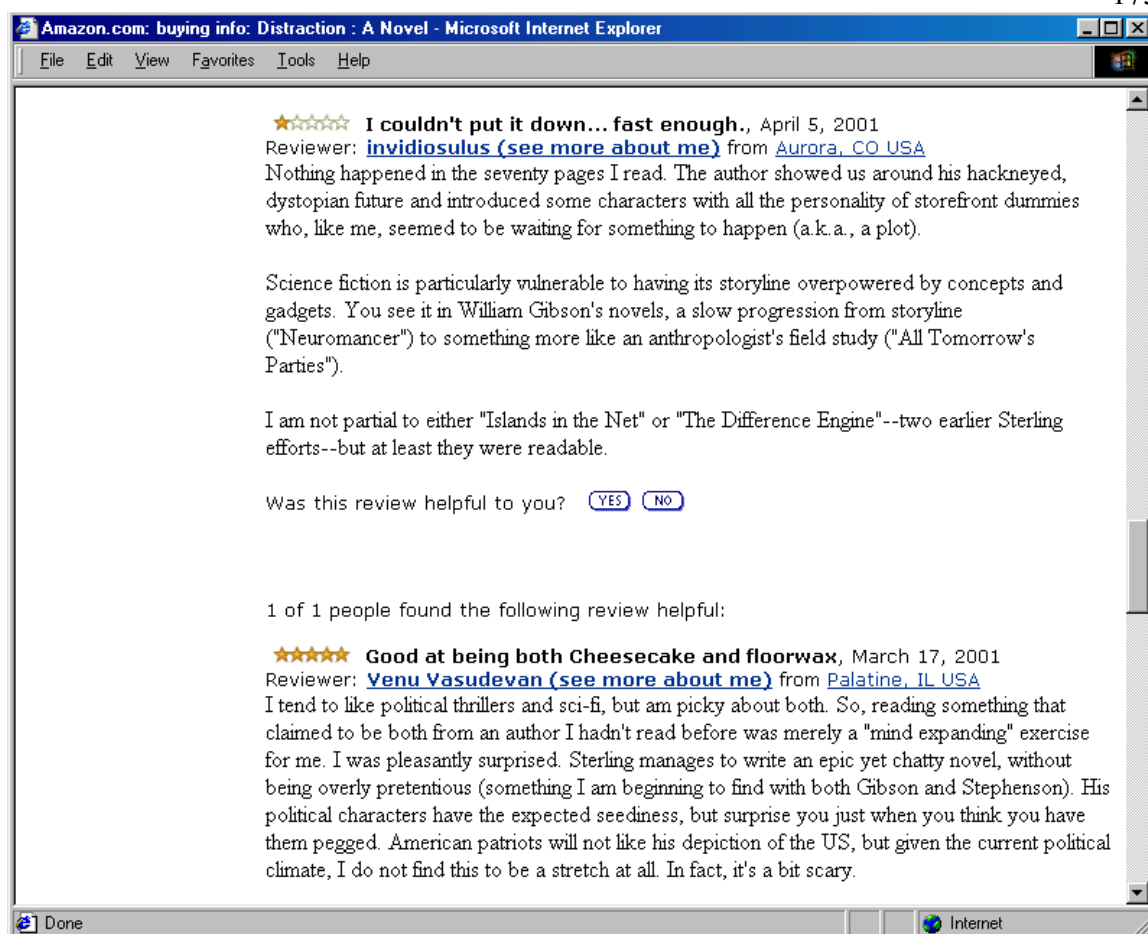 Amazon.com: buying info: Distraction : A Novel - Microsoft Internet Explorer
File Edit View Favorites Tools Help
I couldn't put it down... fast enough., April 5, 2001
Reviewer: invidiosulus (see more about me) from Aurora, CO USA
Nothing happened in the seventy pages I read. The author showed us around his hackneyed,
dystopian future and introduced some characters with all the personality of storefront dummies
who, like me, seemed to be waiting for something to happen (a.k.a., a plot).
Science fiction is particularly vulnerable to having its storyline overpowered by concepts and
gadgets. You see it in William Gibson's novels, a slow progression from storyline
("Neuromancer") to something more like an anthropologist's field study ("All Tomorrow's
Parties").
I am not partial to either "Islands in the Net" or "The Difference Engine"--two earlier Sterling
efforts--but at least they were readable.
Was this review helpful to you? YES NO
1 of 1 people found the following review helpful:
Good at being both Cheesecake and floorwax, March 17, 2001
Reviewer: Venu Vasudevan (see more about me) from Palatine, IL USA
I tend to like political thrillers and sci-fi, but am picky about both. So, reading something that
claimed to be both from an author I hadn't read before was merely a "mind expanding" exercise
for me. I was pleasantly surprised. Sterling manages to write an epic yet chatty novel, without
being overly pretentious (something I am beginning to find with both Gibson and Stephenson). His
political characters have the expected seediness, but surprise you just when you think you have
them pegged. American patriots will not like his depiction of the US, but given the current political
climate, I do not find this to be a stretch at all. In fact, it's a bit scary.
Done Internet